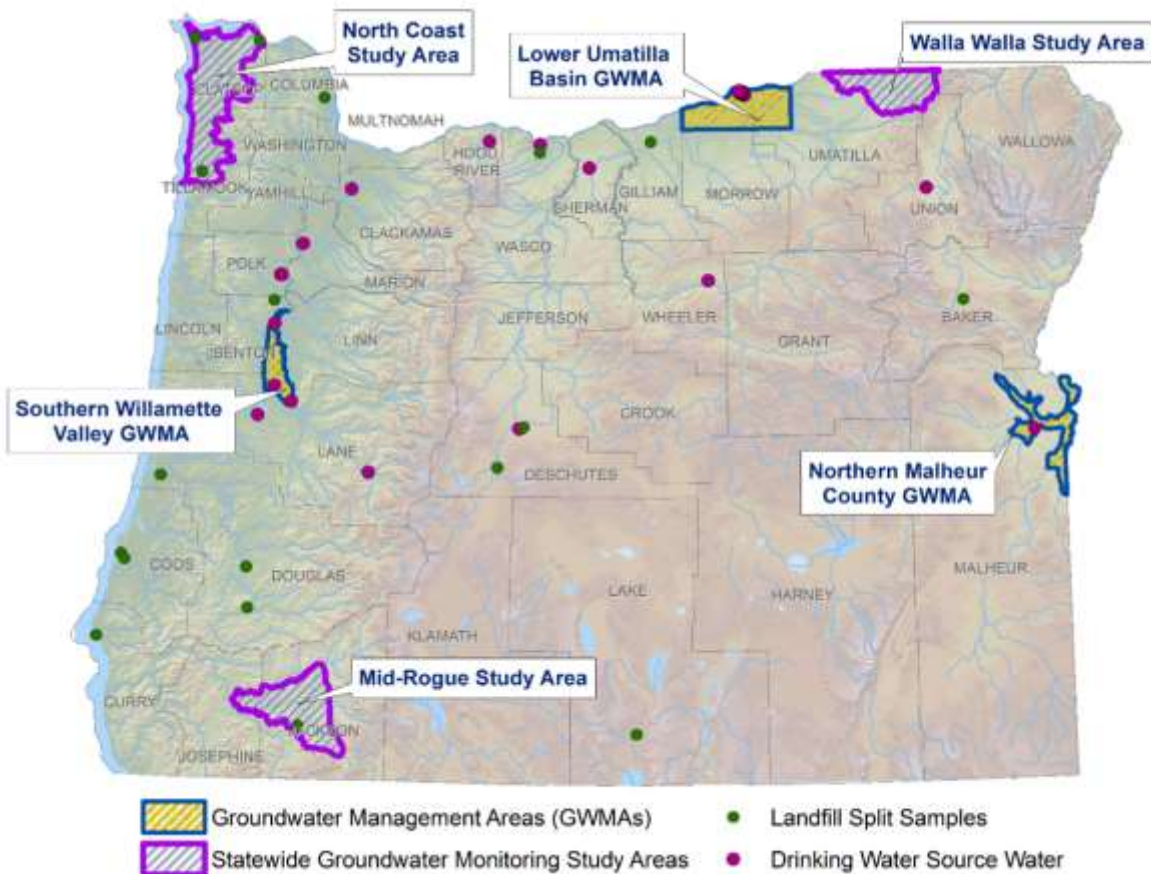 North Coast
Study Area
Lower Umatilla
Basin GWMA
Walla Walla Study Area
CLATSOP
COLUMBIA
MULTNOMAH
WASHINGTON
HOOD
RIVER
UMATILLA
WALLOWA
TILLAMOOK
YAMHILL
SHERMAN
GILLIAM
MORROW
UNION
CLACKAMAS
WASCO
POLK
MARION
JEFFERSON
WHEELER
BAKER
LINCOLN
BENTON
LINN
GRANT
Southern Willamette
Valley GWMA
CROOK
LANE
DESCHUTES
Northern Malheur
County GWMA
COOS
DOUGLAS
LAKE
HARNEY
MALHEUR
KLAMATH
Mid-Rogue Study Area
CURRY
JACKSON
JOSEPHINE
Groundwater Management Areas (GWMAs)
Landfill Split Samples
Statewide Groundwater Monitoring Study Areas
Drinking Water Source Water